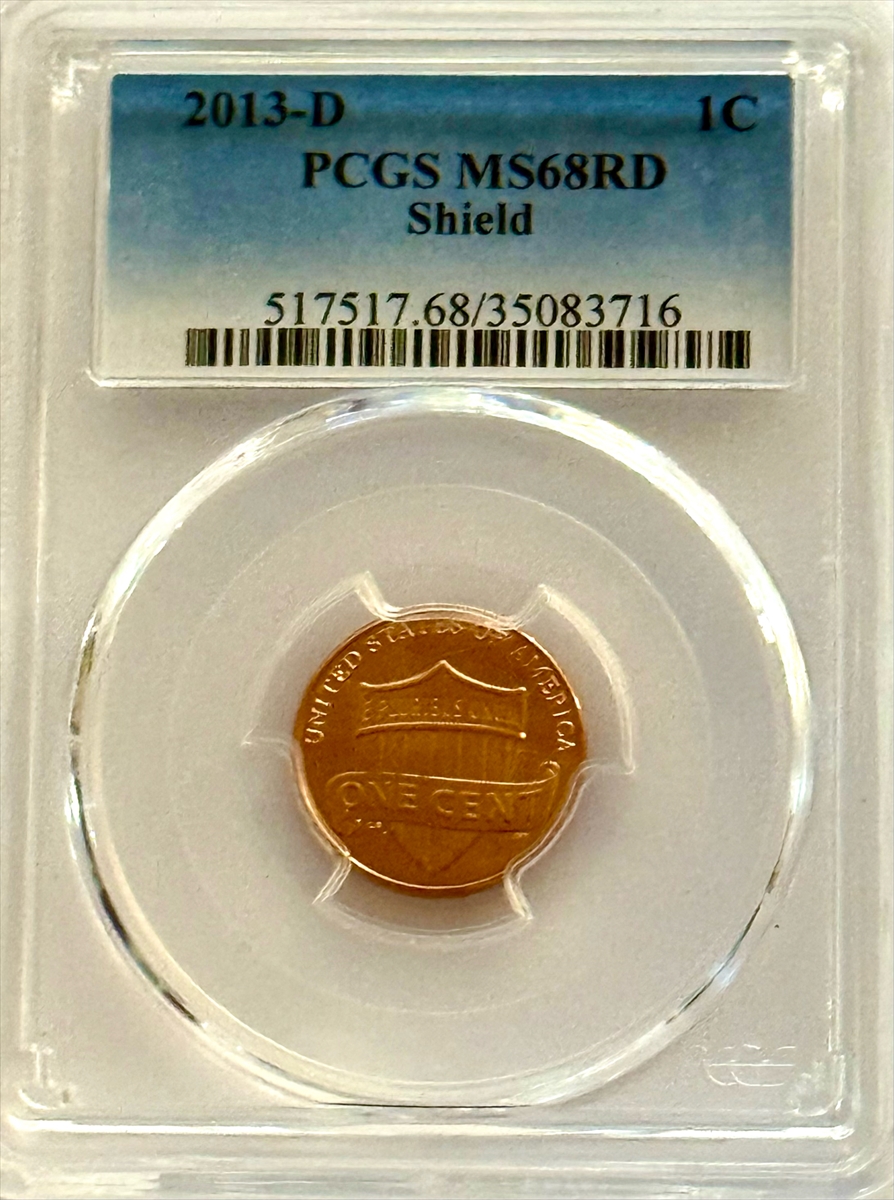 2013-D 1C
PCGS MS68RD
Shield
517517.68/35083716
UNITED STATES OF AMERICA
E PLURIBUS UNUM
ONE CENT